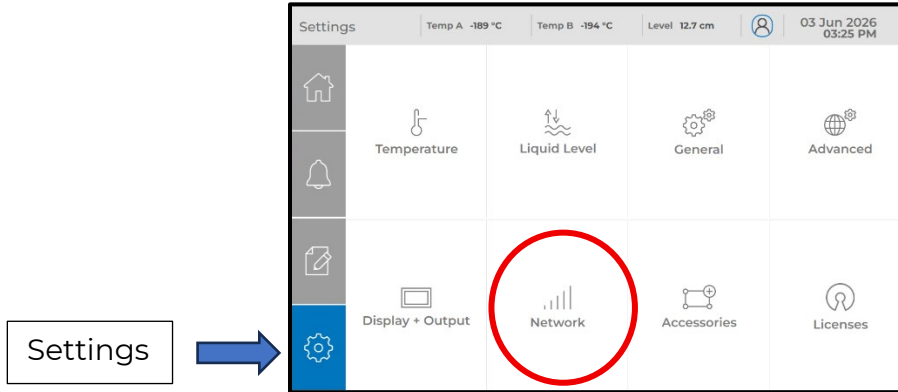 Settings Temp A -189 °C Temp B -194 °C Level 12.7 cm 03 Jun 2026
03:25 PM
Temperature Liquid Level General Advanced
Display + Output Network Accessories Licenses
Settings